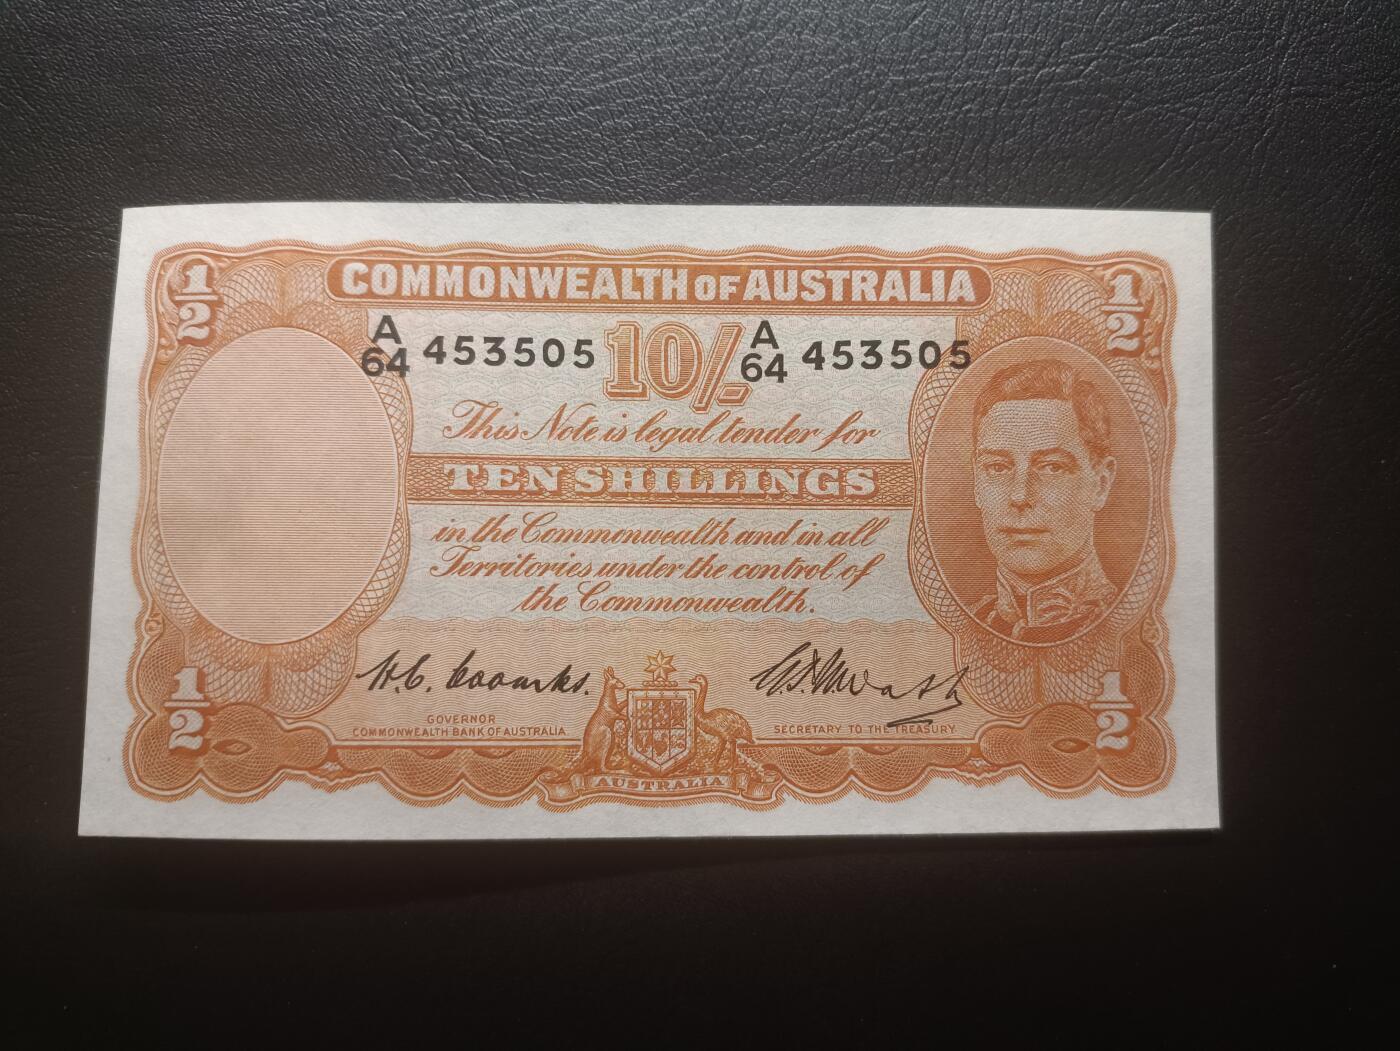 1/2 COMMONWEALTH OF AUSTRALIA 1/2
A/64 453505 10/- A/64 453505
This Note is legal tender for
TEN SHILLINGS
in the Commonwealth and in all
Territories under the control of
the Commonwealth.
H.C. Coombs.
GOVERNOR
COMMONWEALTH BANK OF AUSTRALIA
SECRETARY TO THE TREASURY
1/2 AUSTRALIA 1/2